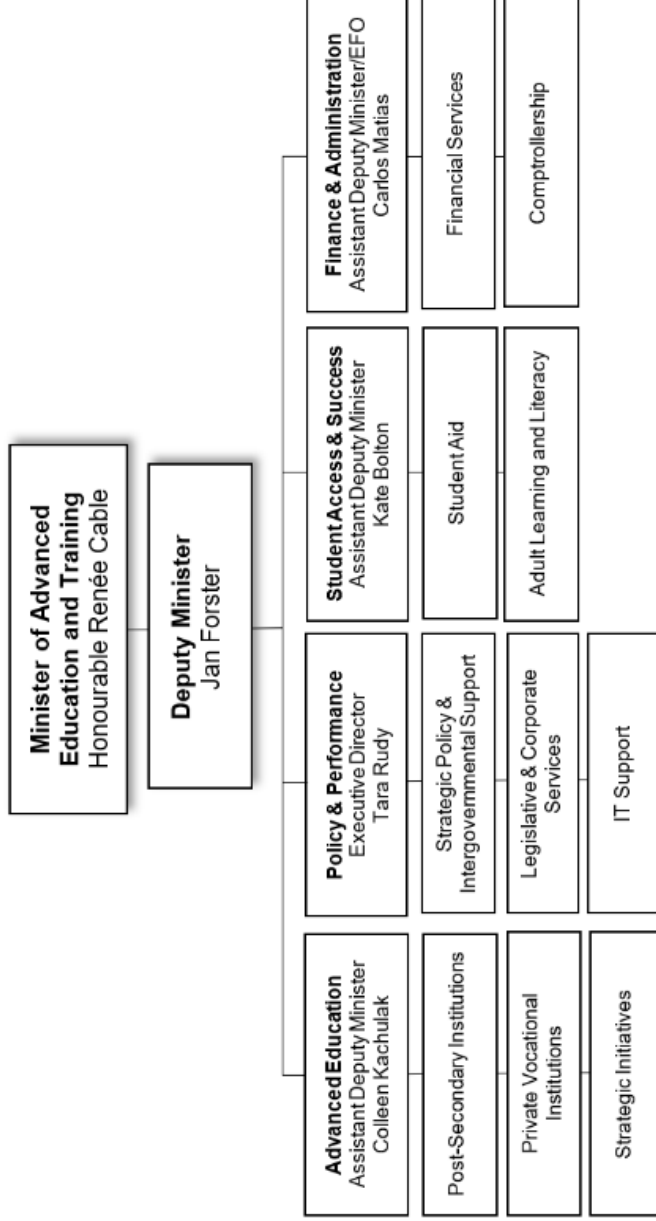 Minister of Advanced
Education and Training
Honourable Renée Cable
Deputy Minister
Jan Forster
Advanced Education
Assistant Deputy Minister
Colleen Kachulak
Post-Secondary Institutions
Private Vocational
Institutions
Strategic Initiatives
Policy & Performance
Executive Director
Tara Rudy
Strategic Policy &
Intergovernmental Support
Legislative & Corporate
Services
IT Support
Student Access & Success
Assistant Deputy Minister
Kate Bolton
Student Aid
Adult Learning and Literacy
Finance & Administration
Assistant Deputy Minister/EFO
Carlos Matias
Financial Services
Comptrollership